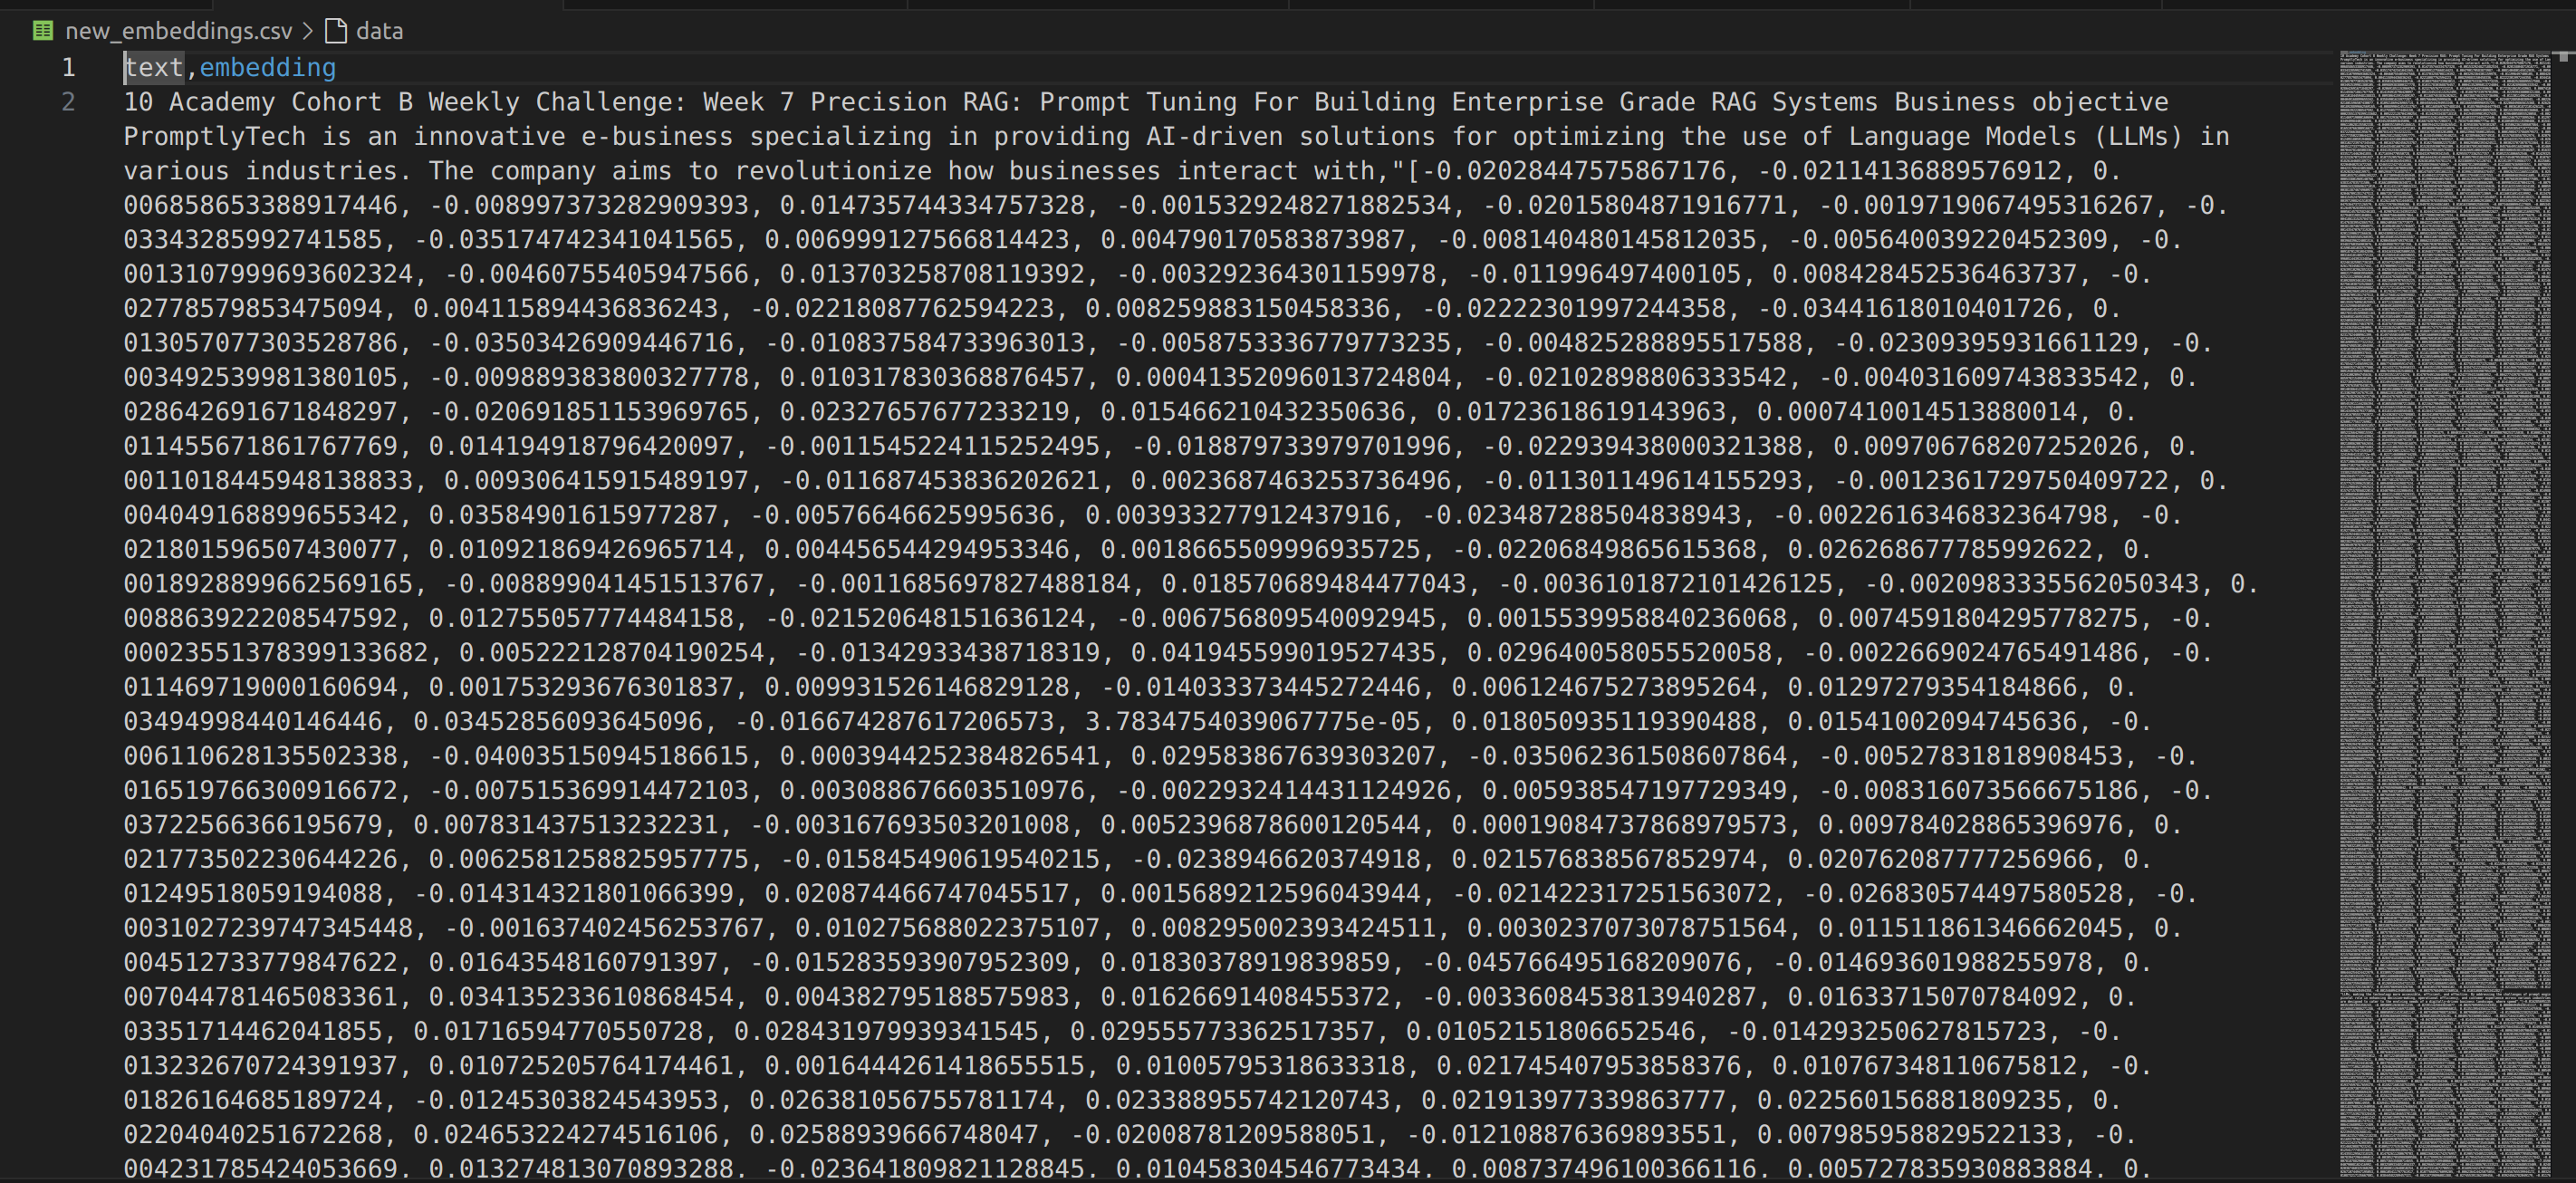 new_embeddings.csv > data
1 text,embedding
2 10 Academy Cohort B Weekly Challenge: Week 7 Precision RAG: Prompt Tuning For Building Enterprise Grade RAG Systems Business objective
PromptlyTech is an innovative e-business specializing in providing AI-driven solutions for optimizing the use of Language Models (LLMs) in
various industries. The company aims to revolutionize how businesses interact with,"[-0.02028447575867176, -0.02114136889576912, 0.
006858653388917446, -0.008997373282909393, 0.014735744334757328, -0.0015329248271882534, -0.02015804871916771, -0.0019719067495316267, -0.
03343285992741585, -0.035174742341041565, 0.006999127566814423, 0.004790170583873987, -0.008140480145812035, -0.005640039220452309, -0.
0013107999693602324, -0.00460755405947566, 0.013703258708119392, -0.003292364301159978, -0.011996497400105, 0.008428452536463737, -0.
027785798534750​94, 0.004115894436836243, -0.02218087762594223, 0.008259883150458336, -0.02222301997244358, -0.03441618010401726, 0.
013057077303528786, -0.03503426909446716, -0.010837584733963013, -0.0058753336779773235, -0.004825288895517588, -0.02309395931661129, -0.
003492539981380105, -0.009889383800327778, 0.010317830368876457, 0.00041352096013724804, -0.02102898806333542, -0.004031609743833542, 0.
028642691671848297, -0.020691851153969765, 0.02327657677233219, 0.015466210432350636, 0.01723618619143963, 0.0007410014513880014, 0.
011455671861767769, 0.014194918796420097, -0.0011545224115252495, -0.018879733979701996, -0.022939438000321388, 0.009706768207252026, 0.
0011018445948138833, 0.009306415915489197, -0.011687453836202621, 0.0023687463253736496, -0.011301149614155293, -0.0012361729750409722, 0.
004049168899655342, 0.03584901615977287, -0.00576646625995636, 0.003933277912437916, -0.023487288504838943, -0.0022616346832364798, -0.
021801596507430077, 0.010921869426965714, 0.004456544294953346, 0.0018665509996935725, -0.02206849865615368, 0.026268677785992622, 0.
0018928899662569165, -0.008899041451513767, -0.0011685697827488184, 0.018570689484477043, -0.0036101872101426125, -0.0020983335562050343, 0.
008863922208547592, 0.012755057774484158, -0.021520648151636124, -0.006756809540092945, 0.0015539958840236068, 0.0074591804295778275, -0.
00023551378399133682, 0.005222128704190254, -0.01342933438718319, 0.041945599019527435, 0.029640058055520058, -0.0022669024765491486, -0.
011469719000160694, 0.001753293670301837, 0.009931526146829128, -0.014033373445272446, 0.006124675273895264, 0.01297279354184866, 0.
03494998440146446, 0.03452856093645096, -0.016674287617206573, 3.7834754039067775e-05, 0.018050935119390488, 0.01541002094745636, -0.
006110628135502338, -0.040035150945186615, 0.0003944252384826541, 0.029583867639303207, -0.035062361508607864, -0.00527831818908453, -0.
016519766300916672, -0.007515369914472103, 0.003088676603510976, -0.0022932414431124926, 0.005938547197729349, -0.008316073566675186, -0.
03722566366195679, 0.007831437513232231, -0.003167693503201008, 0.0052396878600120544, 0.00019084737868979573, 0.009784028865396976, 0.
021773502230644226, 0.0062581258825957775, -0.015845490619540215, -0.0238946620374918, 0.021576838567852974, 0.020762087777256966, 0.
01249518059194088, -0.014314321801066399, 0.020874466747045517, 0.0015689212596043944, -0.021422317251563072, -0.026830574497580528, -0.
0031027239747345448, -0.001637402456253767, 0.010275688022375107, 0.008295002393424511, 0.0030237073078751564, 0.011511861346662045, 0.
004512733779847622, 0.01643548160791397, -0.015283593907952309, 0.01830378919839859, -0.045766495168209076, -0.014693601988255978, 0.
007044781465083361, 0.034135233610868454, 0.004382795188575983, 0.01626691408455372, -0.0033608453813940287, 0.01633715070784092, 0.
03351714462041855, 0.01716594770550728, 0.028431979939341545, 0.029555773362517357, 0.01052151806652546, -0.014293250627815723, -0.
013232670724391937, 0.010725205764174461, 0.0016444261418655515, 0.01005795318633318, 0.021745407953858376, 0.010767348110675812, -0.
01826164685189724, -0.01245303824543953, 0.026381056755781174, 0.023388955742120743, 0.021913977339863777, 0.022560156881809235, 0.
02204040251672268, 0.024653224274516106, 0.02588939666748047, -0.02008781209588051, -0.012108876369893551, 0.007985958829522133, -0.
004231785424053669, 0.013274813070893288, -0.023641809821128845, 0.010458304546773434, 0.008737496100366116, 0.005727835930883884, 0.